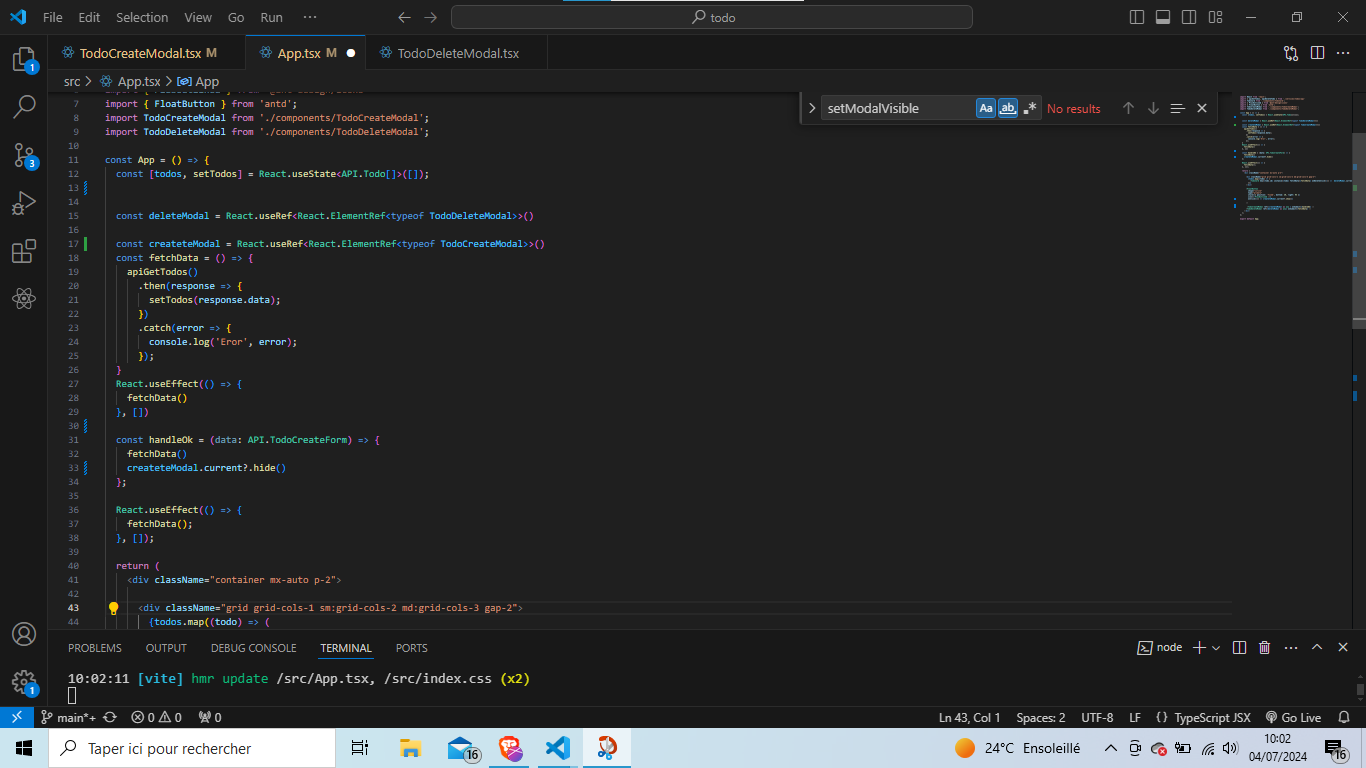 File Edit Selection View Go Run ··· todo
TodoCreateModal.tsx M App.tsx M TodoDeleteModal.tsx
src > App.tsx > App
setModalVisible Aa ab No results
7 import { FloatButton } from 'antd';
8 import TodoCreateModal from './components/TodoCreateModal';
9 import TodoDeleteModal from './components/TodoDeleteModal';
10
11 const App = () => {
12 const [todos, setTodos] = React.useState<API.Todo[]>([]);
13
14
15 const deleteModal = React.useRef<React.ElementRef<typeof TodoDeleteModal>>()
16
17 const createteModal = React.useRef<React.ElementRef<typeof TodoCreateModal>>()
18 const fetchData = () => {
19 apiGetTodos()
20 .then(response => {
21 setTodos(response.data);
22 })
23 .catch(error => {
24 console.log('Eror', error);
25 });
26 }
27 React.useEffect(() => {
28 fetchData()
29 }, [])
30
31 const handleOk = (data: API.TodoCreateForm) => {
32 fetchData()
33 createteModal.current?.hide()
34 };
35
36 React.useEffect(() => {
37 fetchData();
38 }, []);
39
40 return (
41 <div className="container mx-auto p-2">
42
43 <div className="grid grid-cols-1 sm:grid-cols-2 md:grid-cols-3 gap-2">
44 {todos.map((todo) => (
1
3
1
PROBLEMS OUTPUT DEBUG CONSOLE TERMINAL PORTS node
10:02:11 [vite] hmr update /src/App.tsx, /src/index.css (x2)
main*+ 0 0 0 Ln 43, Col 1 Spaces: 2 UTF-8 LF {} TypeScript JSX Go Live
Taper ici pour rechercher 16 24°C Ensoleillé 10:02
04/07/2024 16